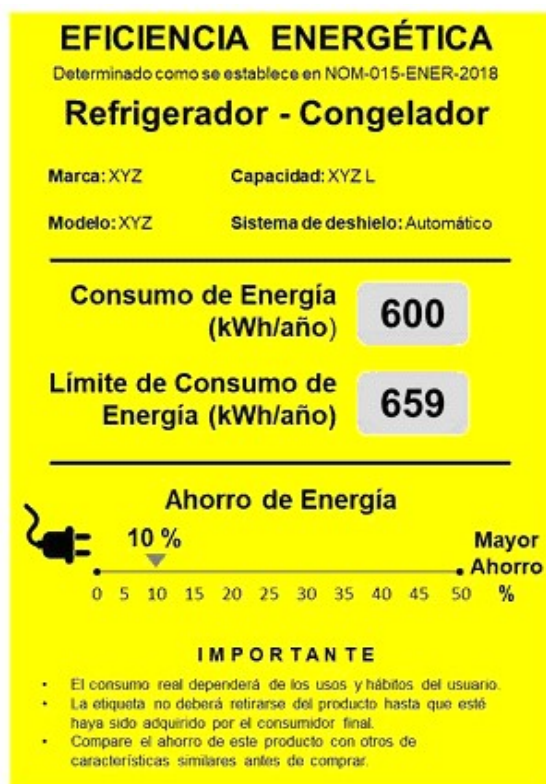 EFICIENCIA ENERGÉTICA
Determinado como se establece en NOM-015-ENER-2018
Refrigerador - Congelador
Marca: XYZ Capacidad: XYZ L
Modelo: XYZ Sistema de deshielo: Automático
Consumo de Energía
(kWh/año) 600
Límite de Consumo de
Energía (kWh/año) 659
Ahorro de Energía
10 %
Mayor
Ahorro
%
0 5 10 15 20 25 30 35 40 45 50
IMPORTANTE
• El consumo real dependerá de los usos y hábitos del usuario.
• La etiqueta no deberá retirarse del producto hasta que esté
haya sido adquirido por el consumidor final.
• Compare el ahorro de este producto con otros de
características similares antes de comprar.